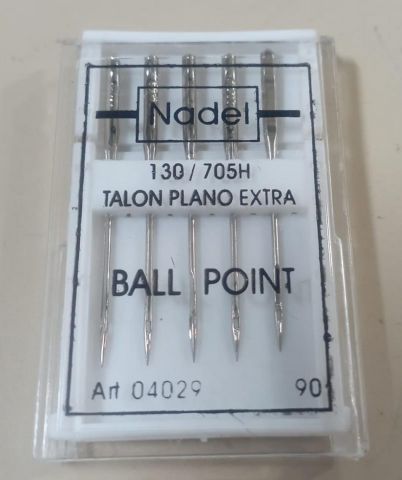 Nadel
130/705H
TALON PLANO EXTRA
BALL POINT
Art 04029 90